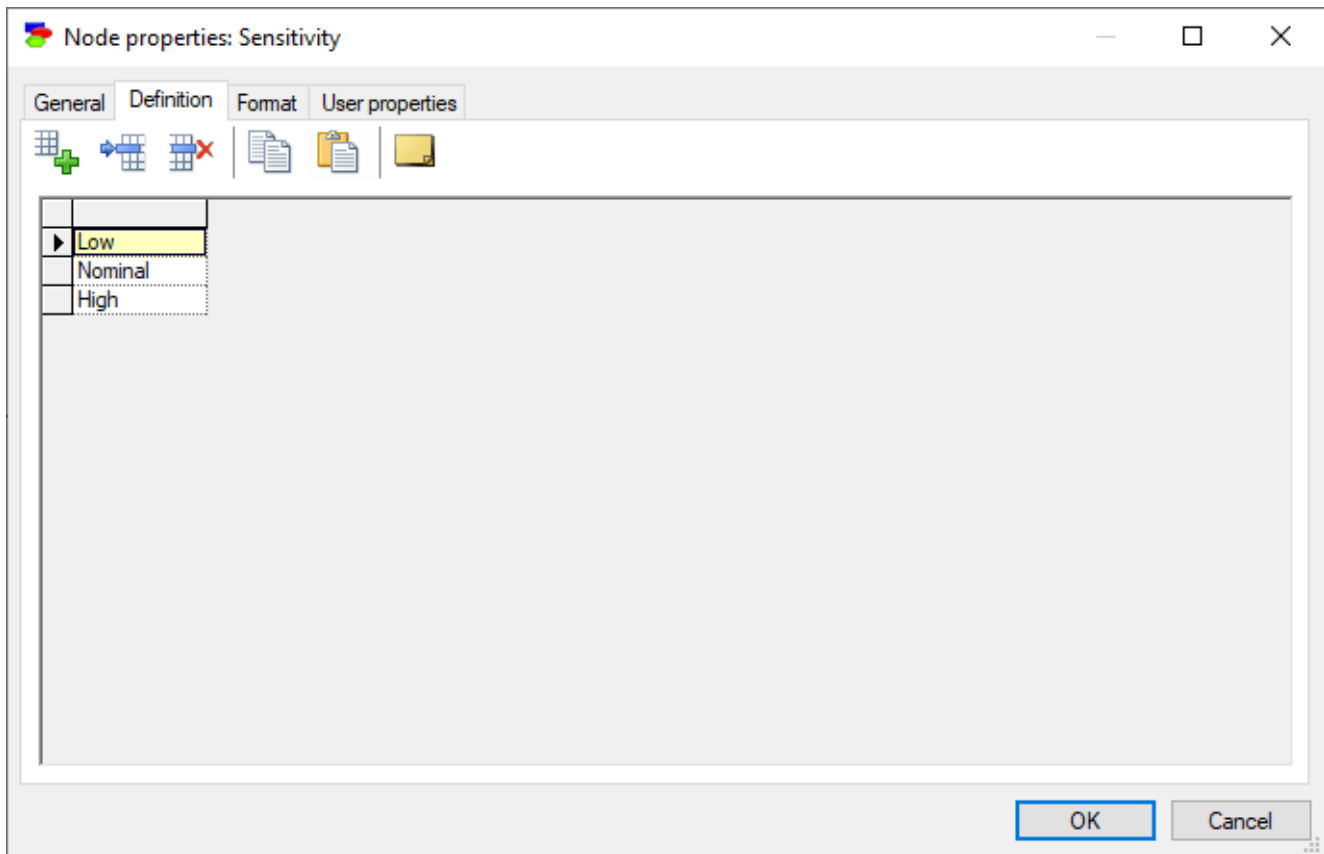 Node properties: Sensitivity
General Definition Format User properties
Low
Nominal
High
OK Cancel